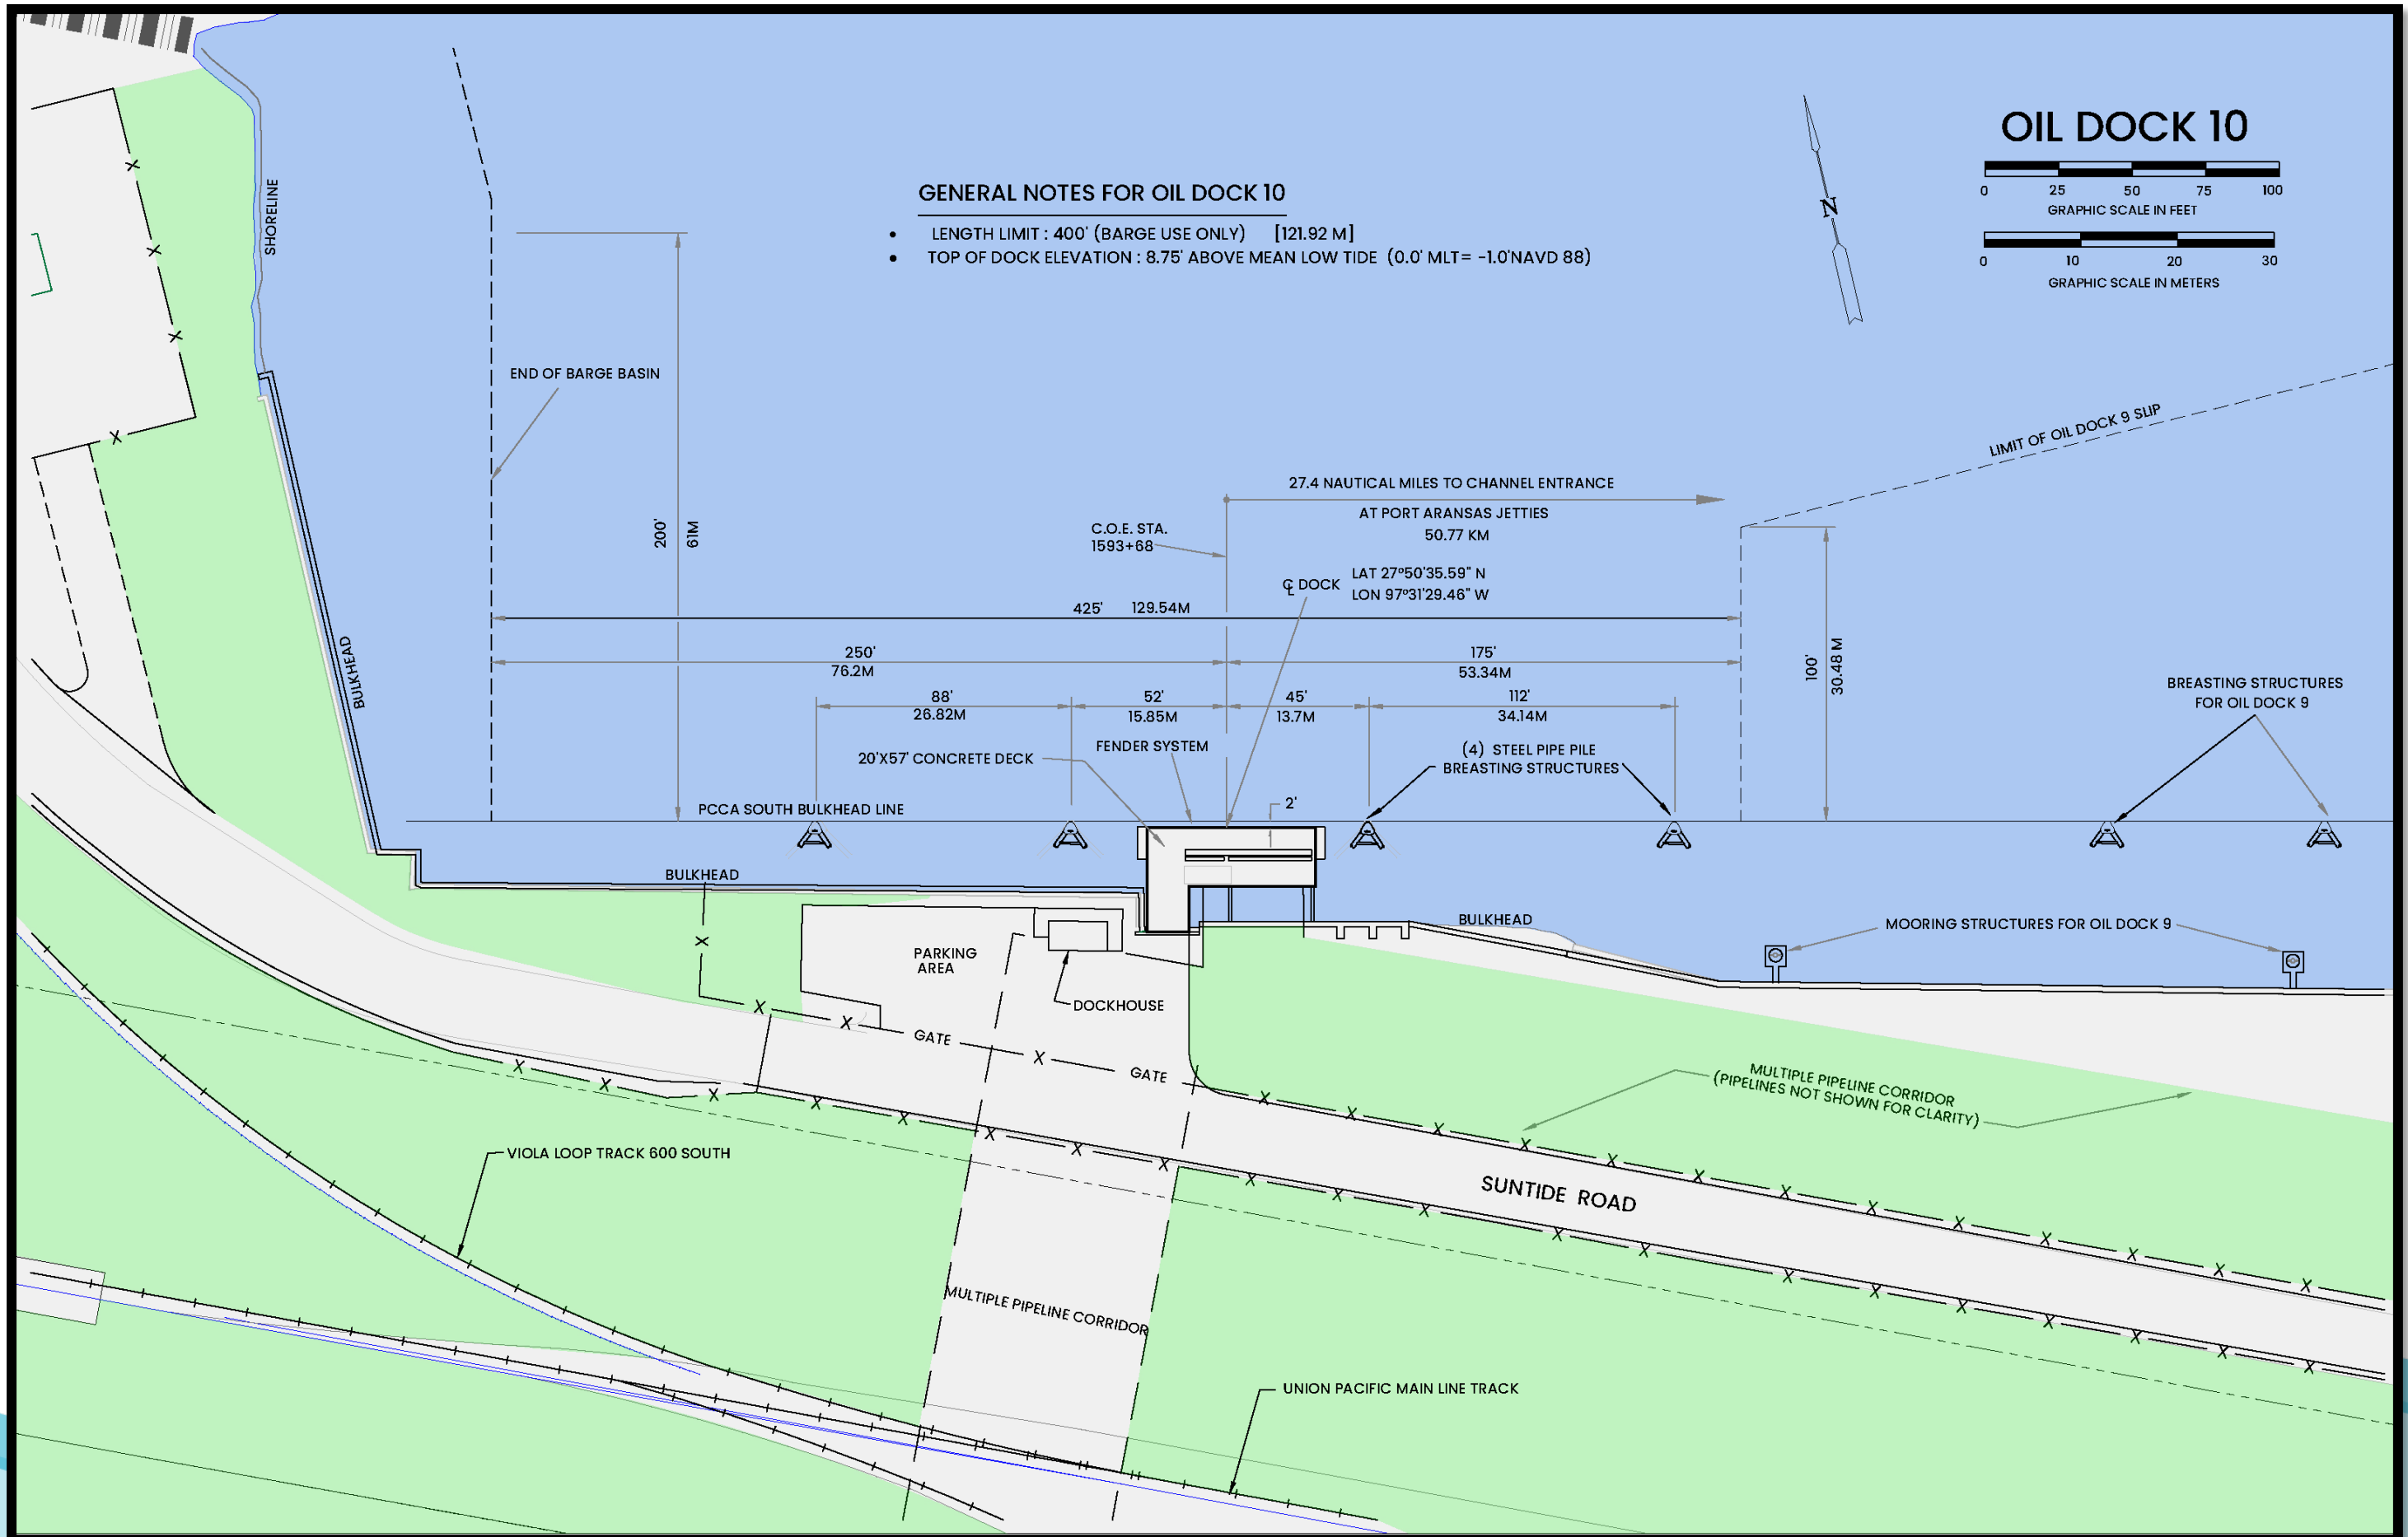 OIL DOCK 10
0 25 50 75 100
GRAPHIC SCALE IN FEET
0 10 20 30
GRAPHIC SCALE IN METERS
N
GENERAL NOTES FOR OIL DOCK 10
• LENGTH LIMIT : 400' (BARGE USE ONLY) [121.92 M]
• TOP OF DOCK ELEVATION : 8.75' ABOVE MEAN LOW TIDE (0.0' MLT= -1.0'NAVD 88)
SHORELINE
END OF BARGE BASIN
LIMIT OF OIL DOCK 9 SLIP
200'
61M
27.4 NAUTICAL MILES TO CHANNEL ENTRANCE
AT PORT ARANSAS JETTIES
50.77 KM
C.O.E. STA.
1593+68
℄ DOCK
LAT 27º50'35.59" N
LON 97º31'29.46" W
425' 129.54M
250'
76.2M
175'
53.34M
100'
30.48 M
88'
26.82M
52'
15.85M
45'
13.7M
112'
34.14M
BULKHEAD
BREASTING STRUCTURES
FOR OIL DOCK 9
FENDER SYSTEM
20'X57' CONCRETE DECK
(4) STEEL PIPE PILE
BREASTING STRUCTURES
2'
PCCA SOUTH BULKHEAD LINE
BULKHEAD
BULKHEAD
MOORING STRUCTURES FOR OIL DOCK 9
PARKING
AREA
DOCKHOUSE
GATE
GATE
MULTIPLE PIPELINE CORRIDOR
(PIPELINES NOT SHOWN FOR CLARITY)
VIOLA LOOP TRACK 600 SOUTH
SUNTIDE ROAD
MULTIPLE PIPELINE CORRIDOR
UNION PACIFIC MAIN LINE TRACK